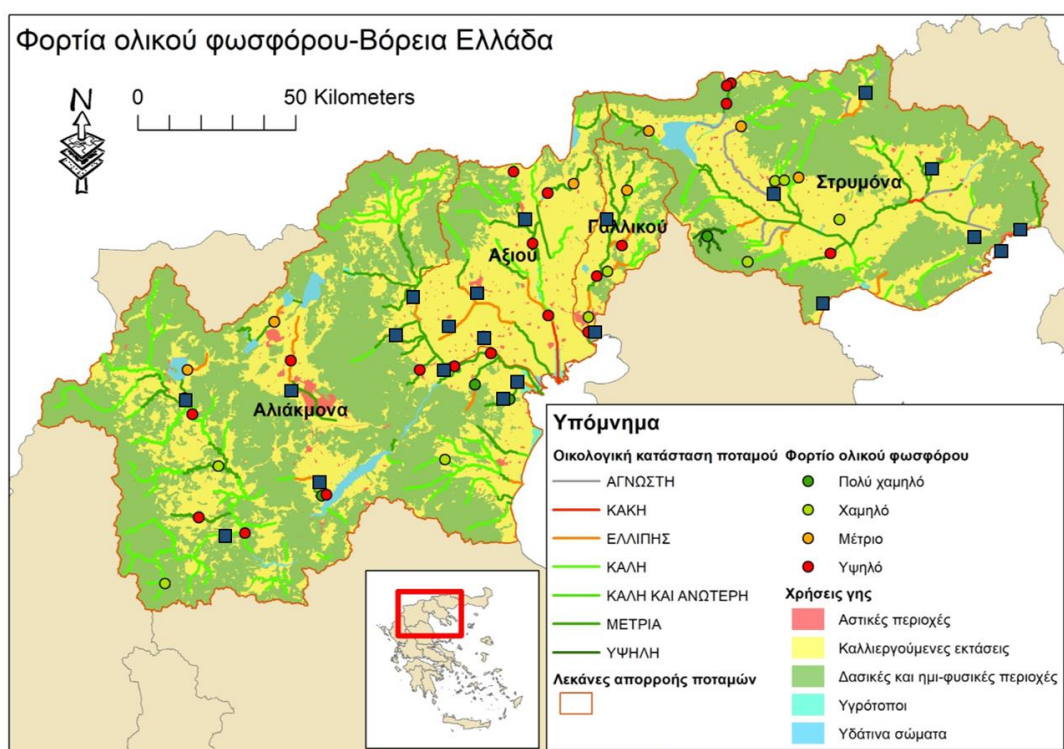 Φορτία ολικού φωσφόρου-Βόρεια Ελλάδα
N
0 50 Kilometers
Στρυμόνα
Γαλλικού
Αξιού
Αλιάκμονα
Υπόμνημα
Οικολογική κατάσταση ποταμού
ΑΓΝΩΣΤΗ
ΚΑΚΗ
ΕΛΛΙΠΗΣ
ΚΑΛΗ
ΚΑΛΗ ΚΑΙ ΑΝΩΤΕΡΗ
ΜΕΤΡΙΑ
ΥΨΗΛΗ
Λεκάνες απορροής ποταμών
Φορτίο ολικού φωσφόρου
Πολύ χαμηλό
Χαμηλό
Μέτριο
Υψηλό
Χρήσεις γης
Αστικές περιοχές
Καλλιεργούμενες εκτάσεις
Δασικές και ημι-φυσικές περιοχές
Υγρότοποι
Υδάτινα σώματα